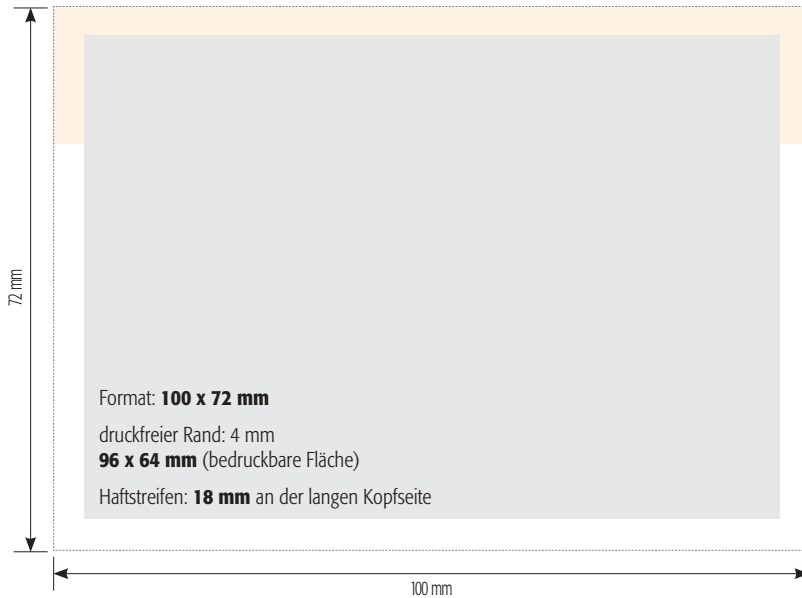 72 mm
Format: 100 x 72 mm
druckfreier Rand: 4 mm
96 x 64 mm (bedruckbare Fläche)
Haftstreifen: 18 mm an der langen Kopfseite
100 mm